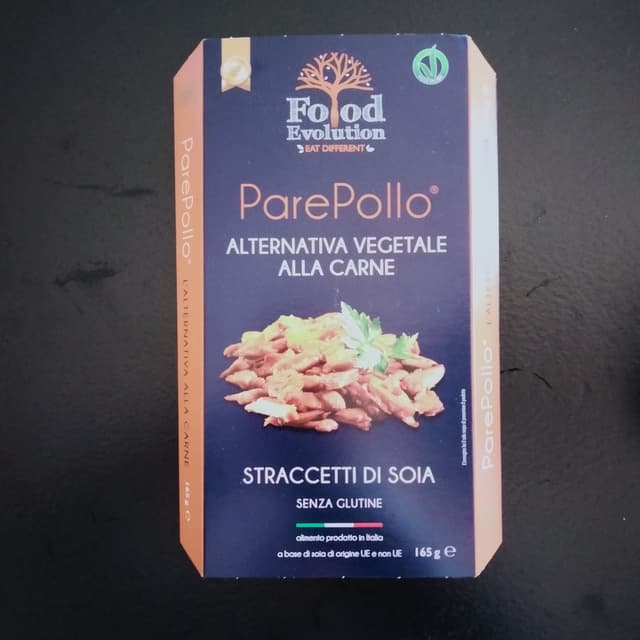 Food
Evolution
EAT DIFFERENT
ParePollo®
ALTERNATIVA VEGETALE
ALLA CARNE
STRACCETTI DI SOIA
SENZA GLUTINE
alimento prodotto in Italia
a base di soia di origine UE e non UE
165 g ℮
ParePollo®
L'ALTERNATIVA ALLA CARNE
165g ℮
ParePollo®